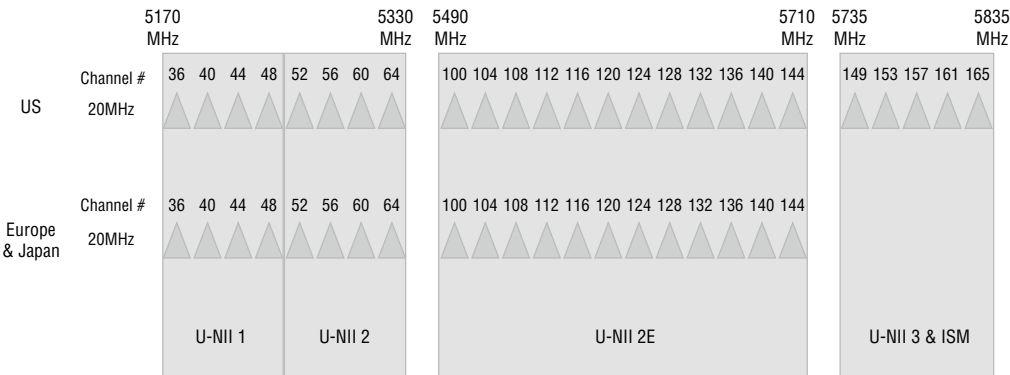 5170 MHz 5330 MHz 5490 MHz 5710 MHz 5735 MHz 5835 MHz
Channel # 36 40 44 48 52 56 60 64 100 104 108 112 116 120 124 128 132 136 140 144 149 153 157 161 165
US 20MHz
Channel # 36 40 44 48 52 56 60 64 100 104 108 112 116 120 124 128 132 136 140 144
Europe & Japan 20MHz
U-NII 1 U-NII 2 U-NII 2E U-NII 3 & ISM